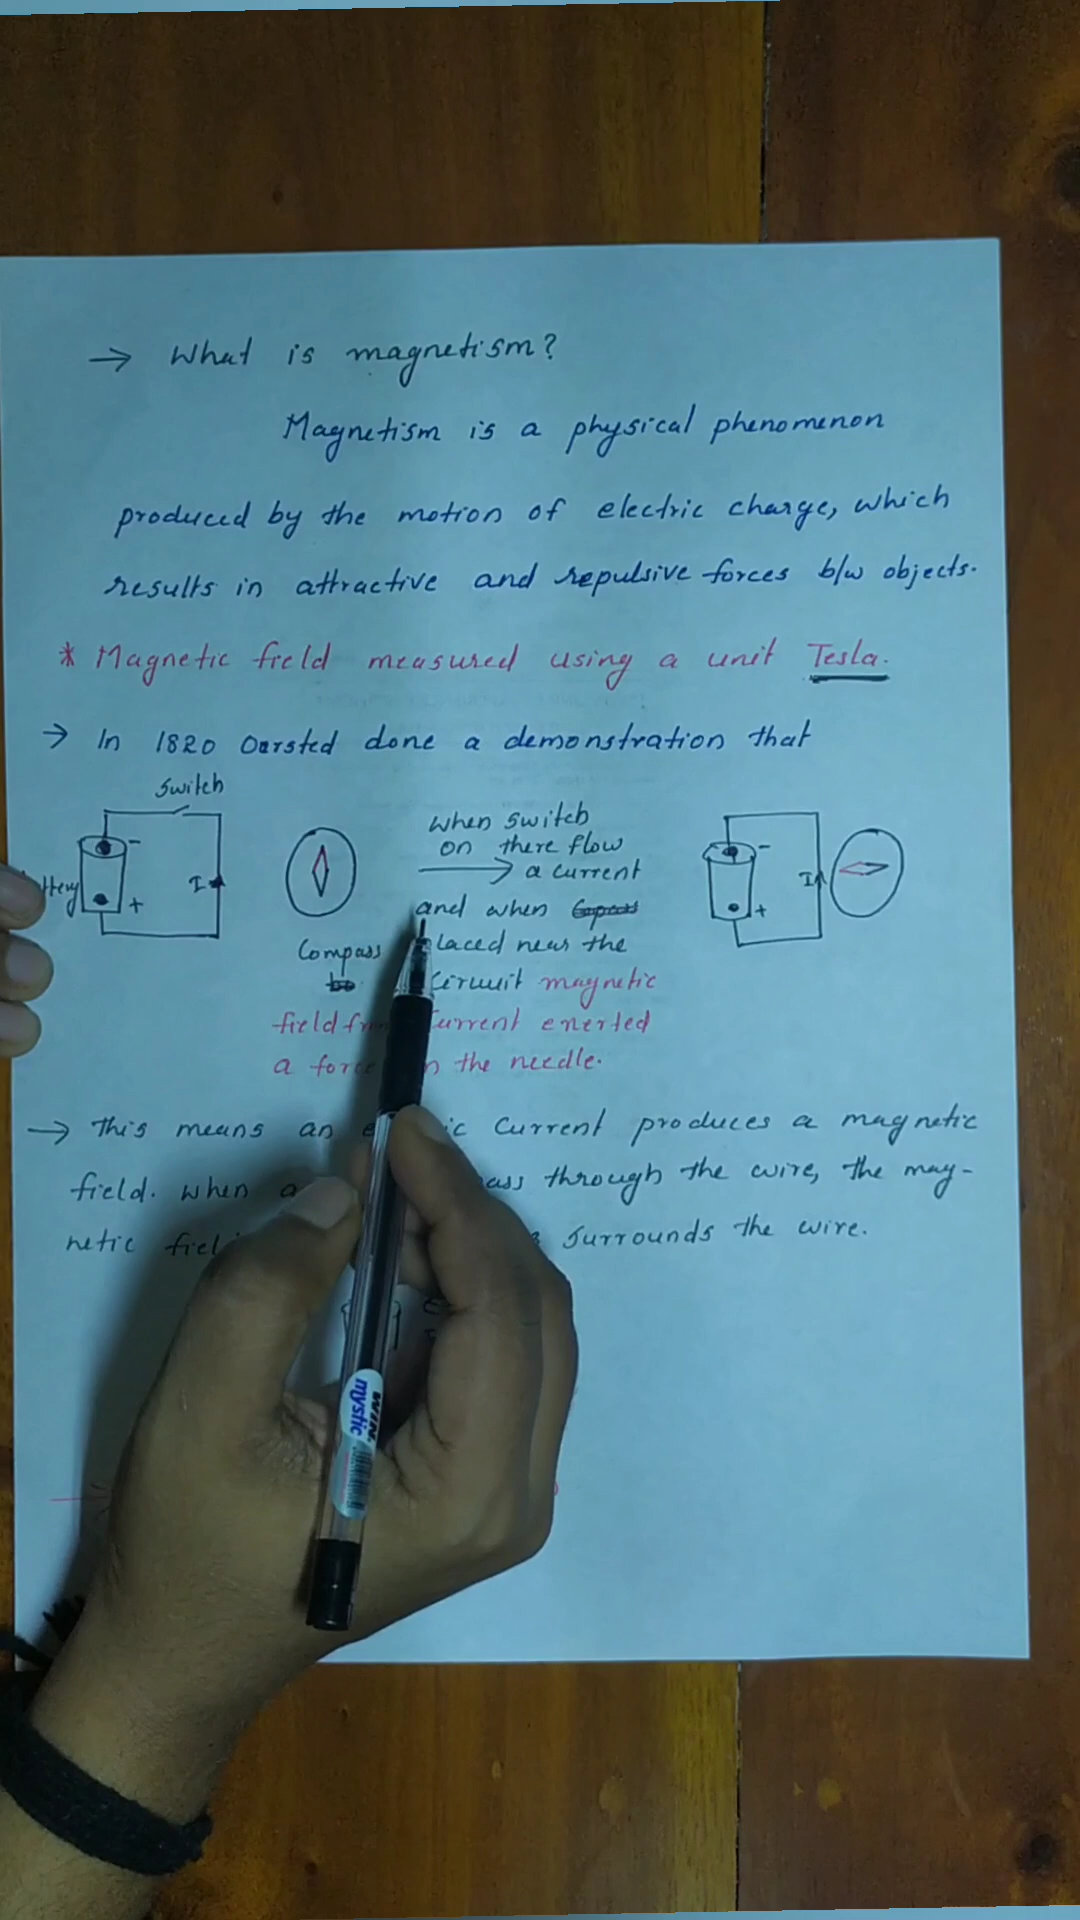 → What is magnetism?
Magnetism is a physical phenomenon
produced by the motion of electric charge, which
results in attractive and repulsive forces b/w objects.
* Magnetic field measured using a unit Tesla.
→ In 1820 Oersted done a demonstration that
Switch
- + I
Compass
when switch
on there flow
a current
and when
laced near the
circuit magnetic
field current exerted
a force the needle.
- + I
→ This means an current produces a magnetic
field. when through the wire, the mag-
netic surrounds the wire.
WIN
mystic